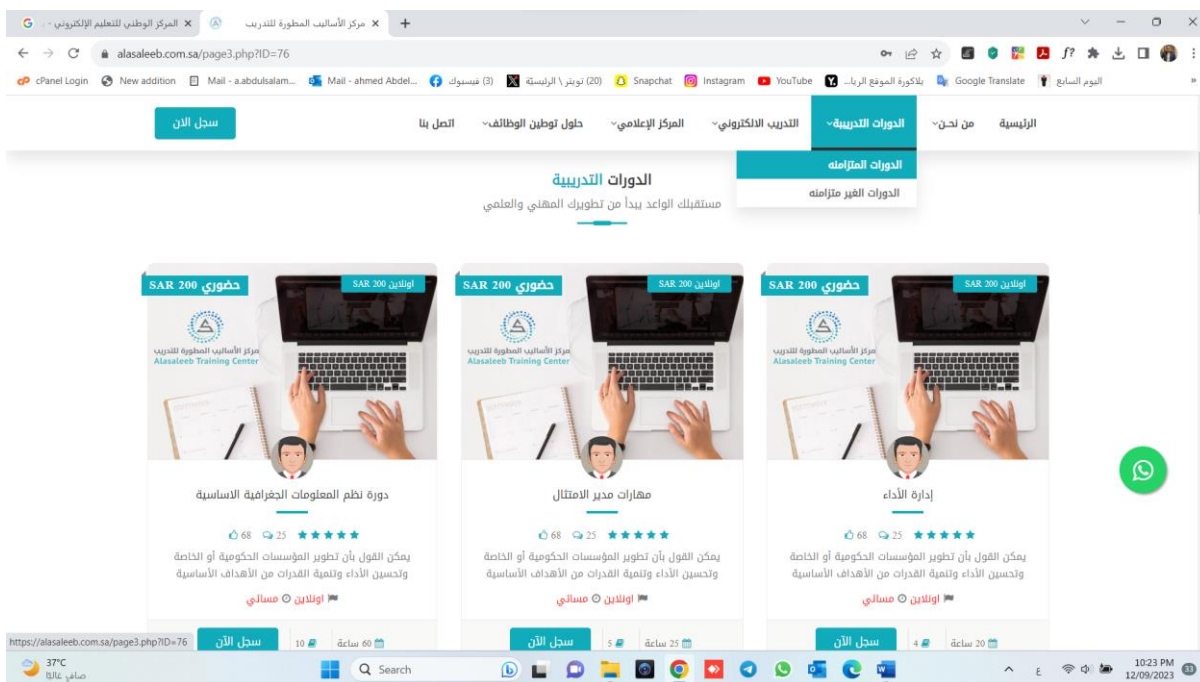 المركز الوطني للتعليم الإلكتروني -
مركز الأساليب المطورة للتدريب
alasaleeb.com.sa/page3.php?ID=76
cPanel Login
New addition
Mail - a.abdulsalam...
Mail - ahmed Abdel...
(3) فيسبوك
(20) تويتر \ الرئيسيّة
Snapchat
Instagram
YouTube
بلاكورة الموقع الريا...
Google Translate
اليوم السابع
الرئيسية
من نحـن
الدورات التدريبية
التدريب الالكتروني
المركز الإعلامي
حلول توطين الوظائف
اتصل بنا
سجل الان
الدورات المتزامنه
الدورات الغير متزامنه
الدورات التدريبية
مستقبلك الواعد يبدأ من تطويرك المهني والعلمي
اونلاين 200 SAR
حضوري 200 SAR
مركز الأساليب المطورة للتدريب
Alasaleeb Training Center
إدارة الأداء
68 25
يمكن القول بأن تطوير المؤسسات الحكومية أو الخاصة
وتحسين الأداء وتنمية القدرات من الأهداف الأساسية
اونلاين مسائي
20 ساعة
4
سجل الآن
اونلاين 200 SAR
حضوري 200 SAR
مركز الأساليب المطورة للتدريب
Alasaleeb Training Center
مهارات مدير الامتثال
68 25
يمكن القول بأن تطوير المؤسسات الحكومية أو الخاصة
وتحسين الأداء وتنمية القدرات من الأهداف الأساسية
اونلاين مسائي
25 ساعة
5
سجل الآن
اونلاين 200 SAR
حضوري 200 SAR
مركز الأساليب المطورة للتدريب
Alasaleeb Training Center
دورة نظم المعلومات الجغرافية الاساسية
68 25
يمكن القول بأن تطوير المؤسسات الحكومية أو الخاصة
وتحسين الأداء وتنمية القدرات من الأهداف الأساسية
اونلاين مسائي
60 ساعة
10
سجل الآن
https://alasaleeb.com.sa/page3.php?ID=76
37°C
صافي غالبًا
Search
ع
10:23 PM
12/09/2023